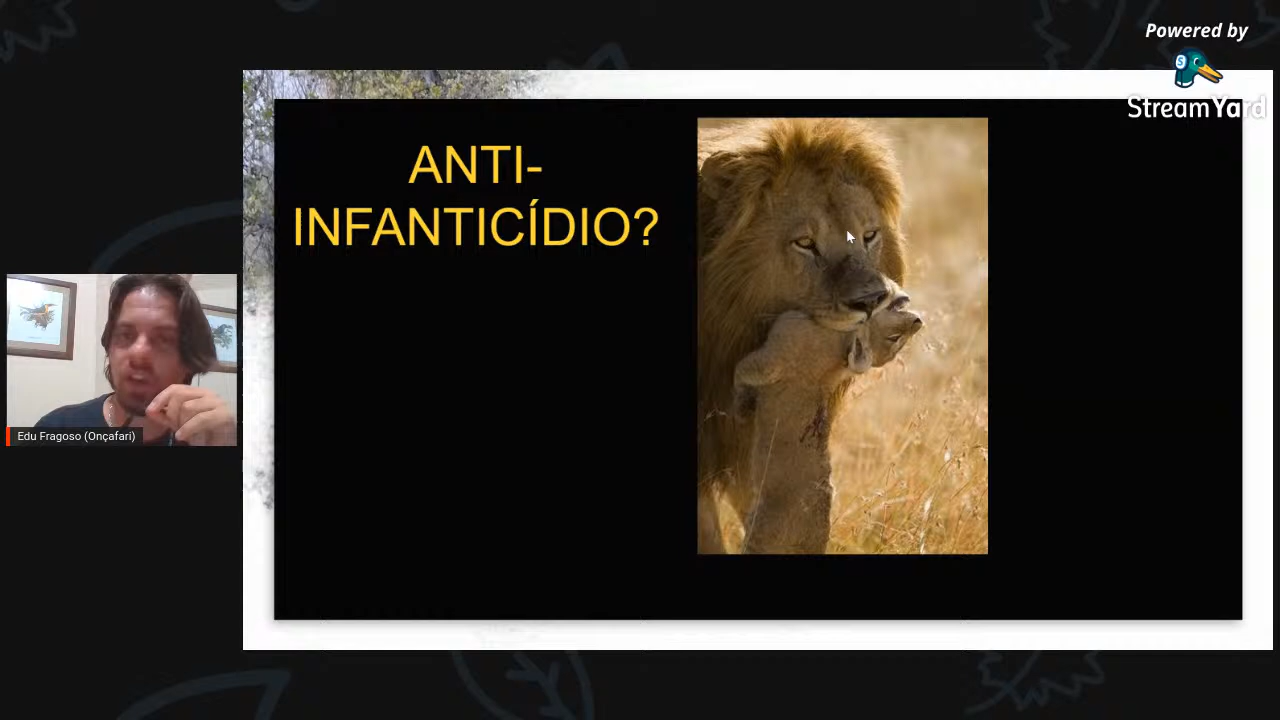 Powered by
StreamYard
ANTI-
INFANTICÍDIO?
Edu Fragoso (Onçafari)